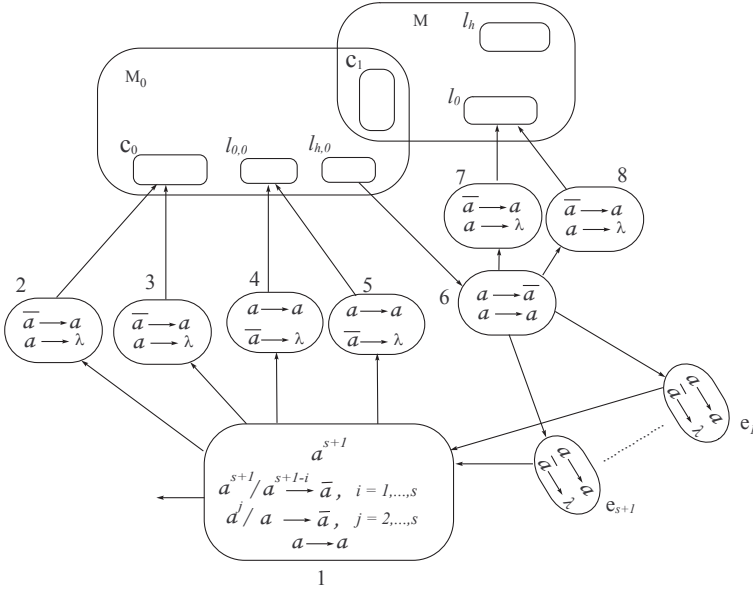 M l_h
M_0 c_1 l_0
c_0 l_{0,0} l_{h,0}
7 8
a̅ → a
a → λ
a̅ → a
a → λ
2 3 4 5 6
a̅ → a
a → λ
a̅ → a
a → λ
a → a
a̅ → λ
a → a
a̅ → λ
a → a̅
a → a
a → a
a̅ → λ
e_1
a → a
a̅ → λ
e_{s+1}
a^{s+1}
a^{s+1} / a^{s+1-i} → a̅, i = 1,...,s
a^j / a → a̅, j = 2,...,s
a → a
1